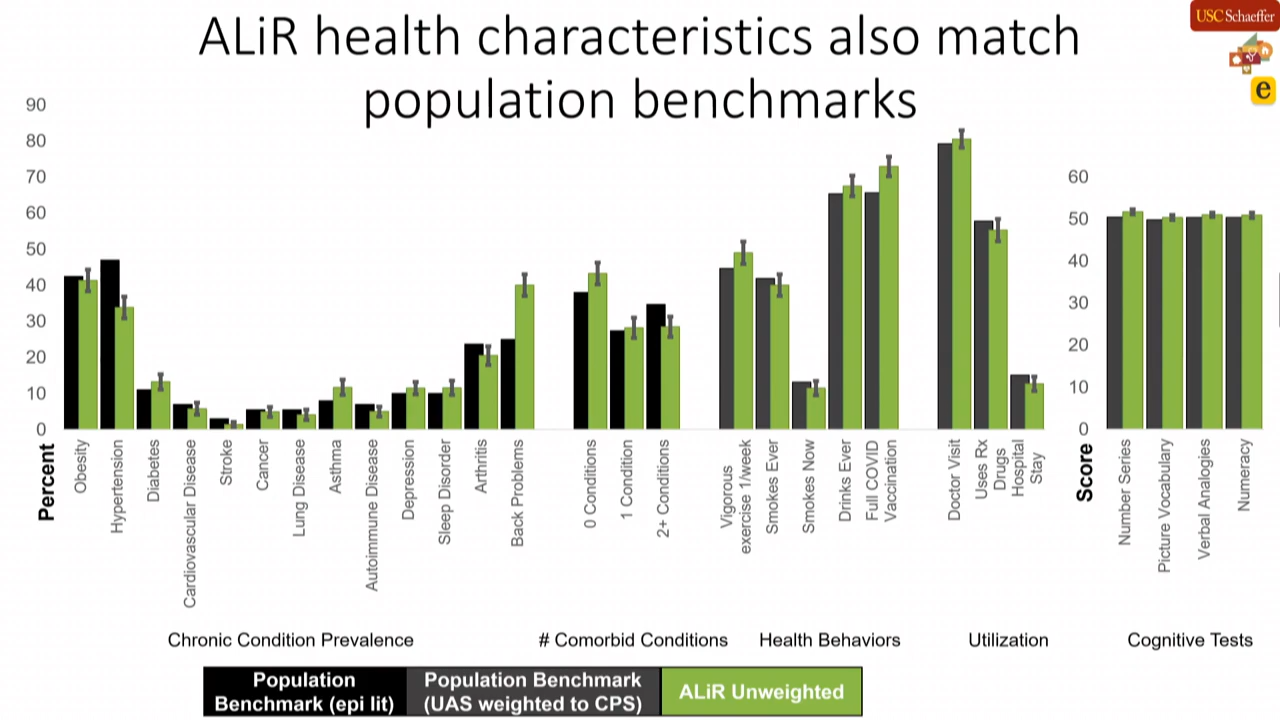 ALiR health characteristics also match
population benchmarks
USC Schaeffer
e
90
80
70
60
50
40
30
20
10
0
Percent
60
50
40
30
20
10
0
Score
Obesity
Hypertension
Diabetes
Cardiovascular Disease
Stroke
Cancer
Lung Disease
Asthma
Autoimmune Disease
Depression
Sleep Disorder
Arthritis
Back Problems
0 Conditions
1 Condition
2+ Conditions
Vigorous
exercise 1/week
Smokes Ever
Smokes Now
Drinks Ever
Full COVID
Vaccination
Doctor Visit
Uses Rx
Drugs
Hospital
Stay
Number Series
Picture Vocabulary
Verbal Analogies
Numeracy
Chronic Condition Prevalence
# Comorbid Conditions
Health Behaviors
Utilization
Cognitive Tests
Population
Benchmark (epi lit)
Population Benchmark
(UAS weighted to CPS)
ALiR Unweighted